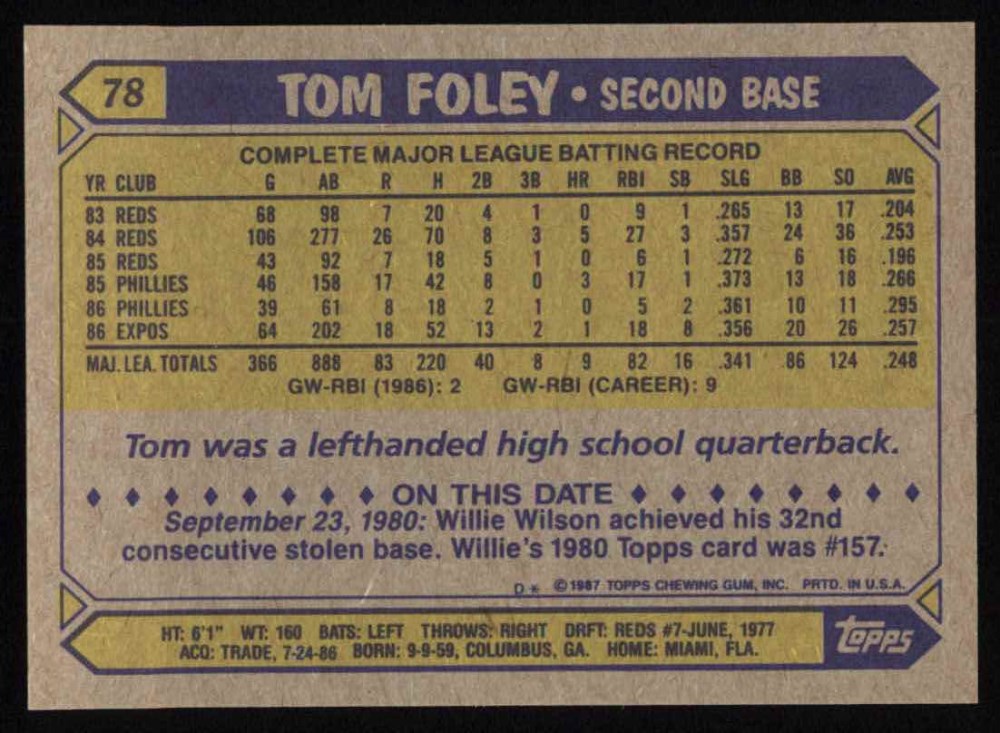 78 TOM FOLEY • SECOND BASE
COMPLETE MAJOR LEAGUE BATTING RECORD
YR CLUB G AB R H 2B 3B HR RBI SB SLG BB SO AVG
83 REDS 68 98 7 20 4 1 0 9 1 .265 13 17 .204
84 REDS 106 277 26 70 8 3 5 27 3 .357 24 36 .253
85 REDS 43 92 7 18 5 1 0 6 1 .272 6 16 .196
85 PHILLIES 46 158 17 42 8 0 3 17 1 .373 13 18 .266
86 PHILLIES 39 61 8 18 2 1 0 5 2 .361 10 11 .295
86 EXPOS 64 202 18 52 13 2 1 18 8 .356 20 26 .257
MAJ. LEA. TOTALS 366 888 83 220 40 8 9 82 16 .341 86 124 .248
GW-RBI (1986): 2 GW-RBI (CAREER): 9
Tom was a lefthanded high school quarterback.
♦ ♦ ♦ ♦ ♦ ♦ ♦ ♦ ON THIS DATE ♦ ♦ ♦ ♦ ♦ ♦ ♦ ♦
September 23, 1980: Willie Wilson achieved his 32nd
consecutive stolen base. Willie's 1980 Topps card was #157.
D* ©1987 TOPPS CHEWING GUM, INC. PRTD. IN U.S.A.
HT: 6'1" WT: 160 BATS: LEFT THROWS: RIGHT DRFT: REDS #7-JUNE, 1977
ACQ: TRADE, 7-24-86 BORN: 9-9-59, COLUMBUS, GA. HOME: MIAMI, FLA.
Topps